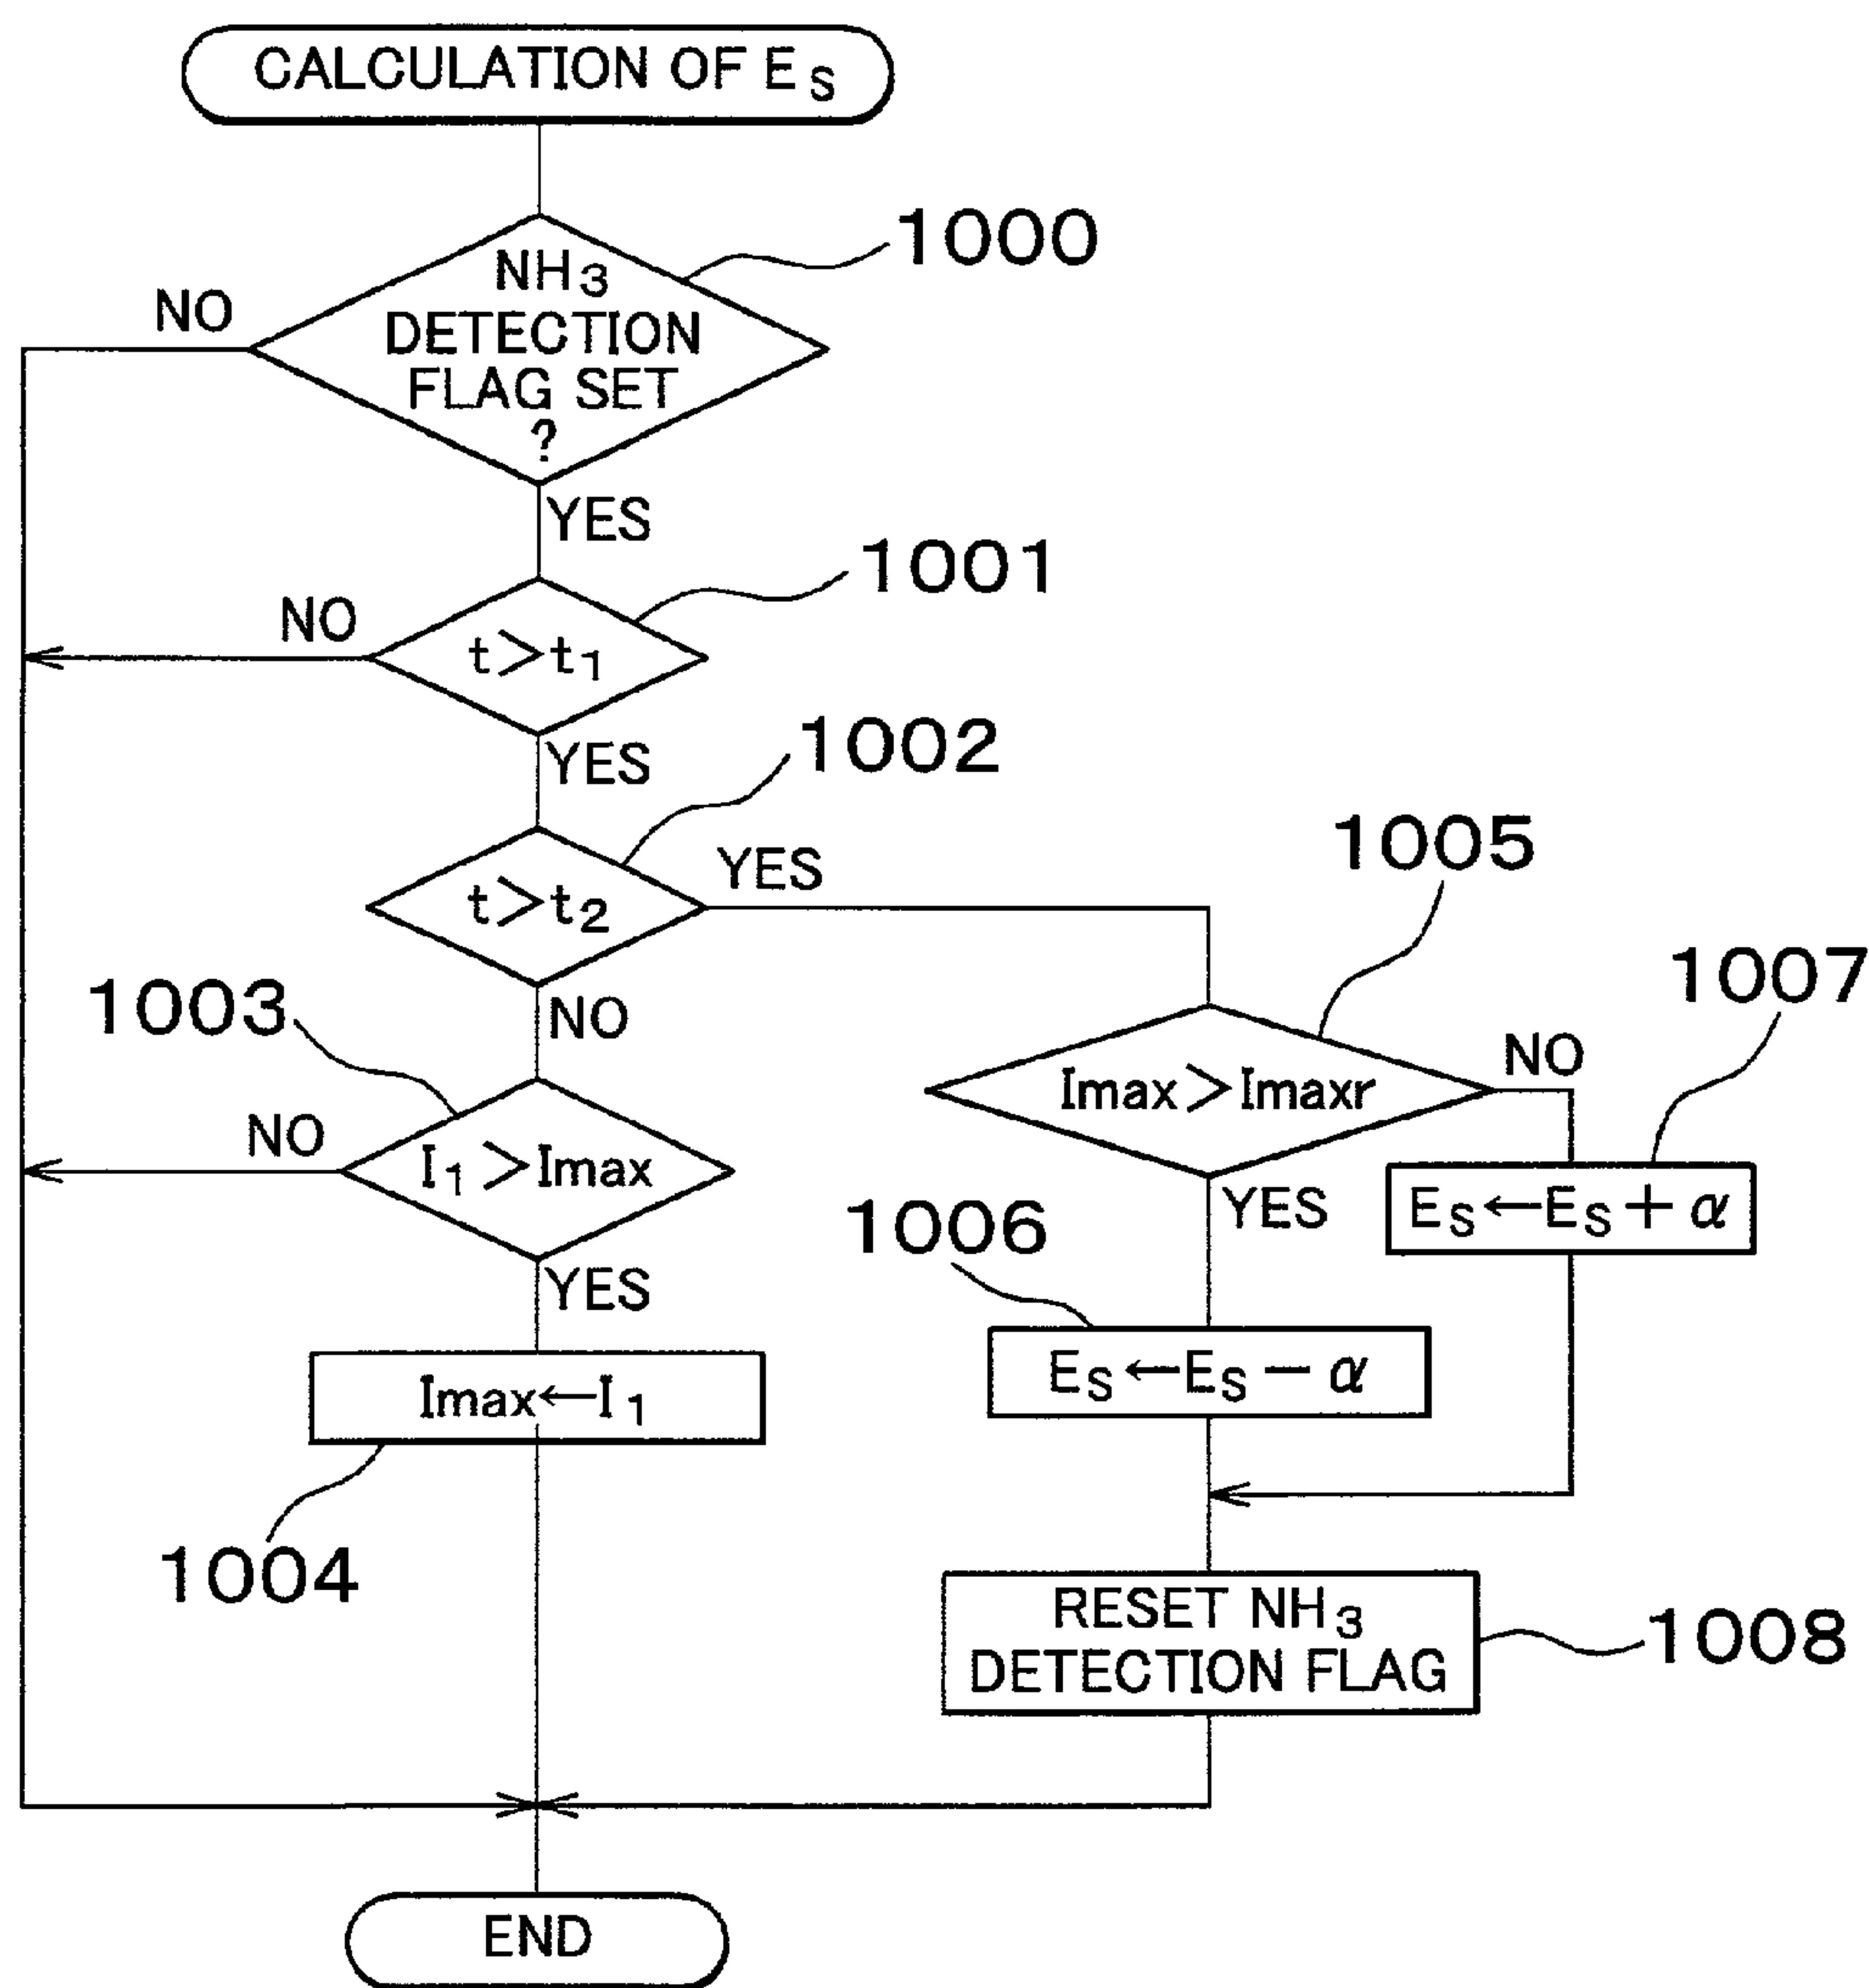 CALCULATION OF ES
1000
NH3
DETECTION
FLAG SET
?
NO
YES
1001
t>t1
NO
YES
1002
t>t2
YES
NO
1003
I1>Imax
NO
YES
Imax←I1
1004
1005
Imax>Imaxr
NO
YES
1007
ES←ES+α
1006
ES←ES−α
RESET NH3
DETECTION FLAG
1008
END